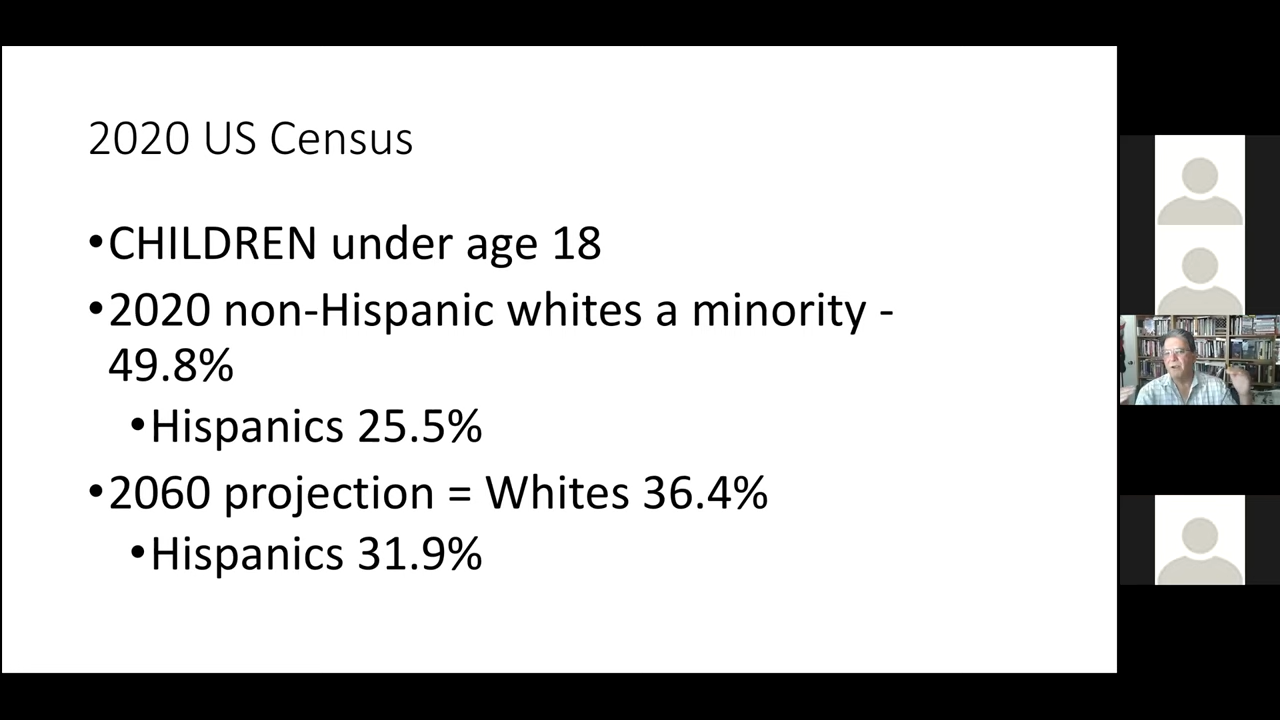 2020 US Census
•CHILDREN under age 18
•2020 non-Hispanic whites a minority -
49.8%
•Hispanics 25.5%
•2060 projection = Whites 36.4%
•Hispanics 31.9%